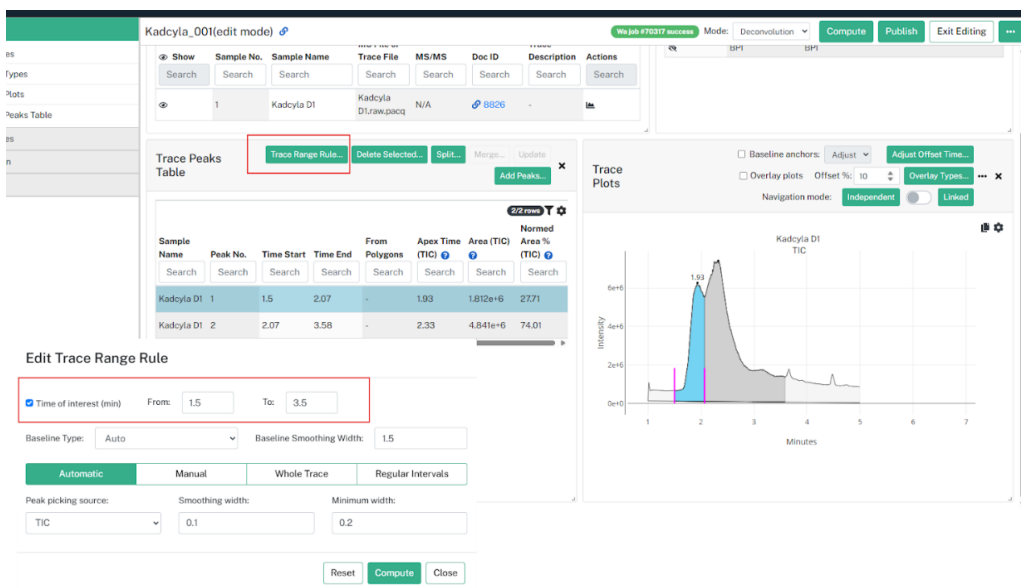 Kadcyla_001(edit mode)
We job #70317 success
Mode: Deconvolution Compute Publish Exit Editing ...
es
Types
Plots
Peaks Table
es
n
Show Sample No. Sample Name Trace File MS/MS Doc ID Description Actions
Search Search Search Search Search Search Search Search
1 Kadcyla D1 Kadcyla D1.raw.pacq N/A 8826 -
BPI BPI
Trace Peaks Table
Trace Range Rule... Delete Selected... Split... Merge... Update
Add Peaks...
2/2 rows
Sample Name Peak No. Time Start Time End From Polygons Apex Time (TIC) Area (TIC) Normed Area % (TIC)
Search Search Search Search Search Search Search Search
Kadcyla D1 1 1.5 2.07 - 1.93 1.812e+6 27.71
Kadcyla D1 2 2.07 3.58 - 2.33 4.841e+6 74.01
Trace Plots
Baseline anchors: Adjust Adjust Offset Time...
Overlay plots Offset %: 10 Overlay Types... ...
Navigation mode: Independent Linked
Kadcyla D1
TIC
1.93
6e+6
4e+6
2e+6
0e+0
Intensity
1 2 3 4 5 6 7
Minutes
Edit Trace Range Rule
Time of interest (min) From: 1.5 To: 3.5
Baseline Type: Auto Baseline Smoothing Width: 1.5
Automatic Manual Whole Trace Regular Intervals
Peak picking source: Smoothing width: Minimum width:
TIC 0.1 0.2
Reset Compute Close